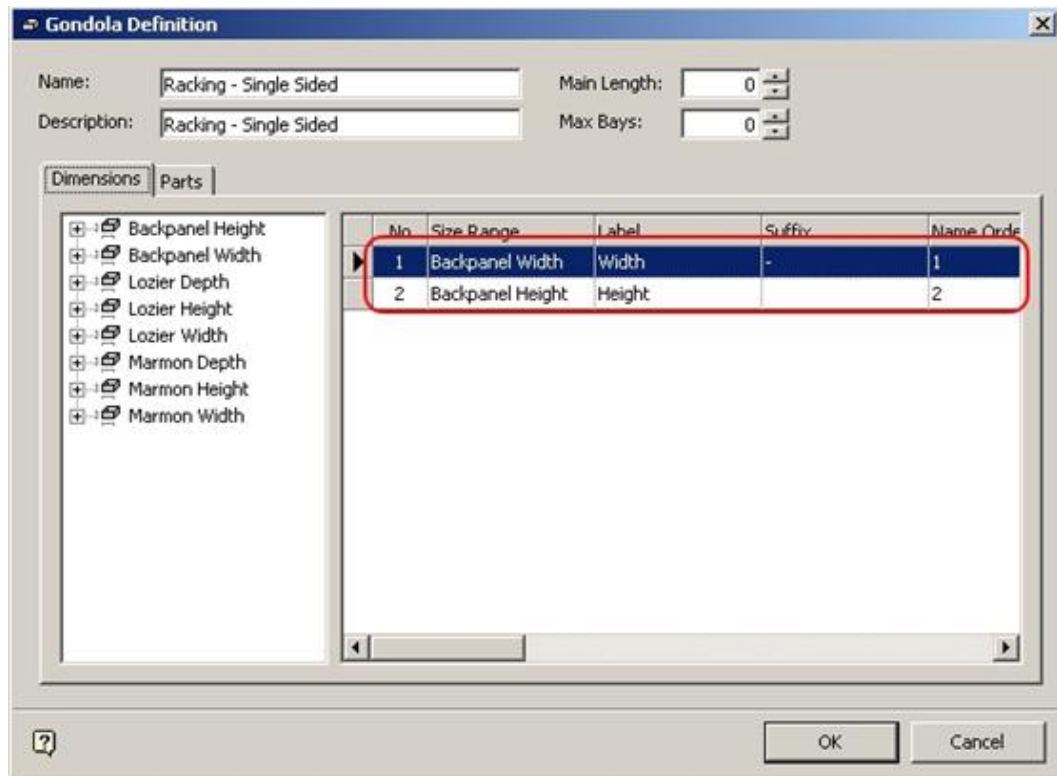 Gondola Definition
Name: Racking - Single Sided Main Length: 0
Description: Racking - Single Sided Max Bays: 0
Dimensions Parts
Backpanel Height
Backpanel Width
Lozier Depth
Lozier Height
Lozier Width
Marmon Depth
Marmon Height
Marmon Width
No Size Range Label Suffix Name Orde
1 Backpanel Width Width - 1
2 Backpanel Height Height 2
OK Cancel